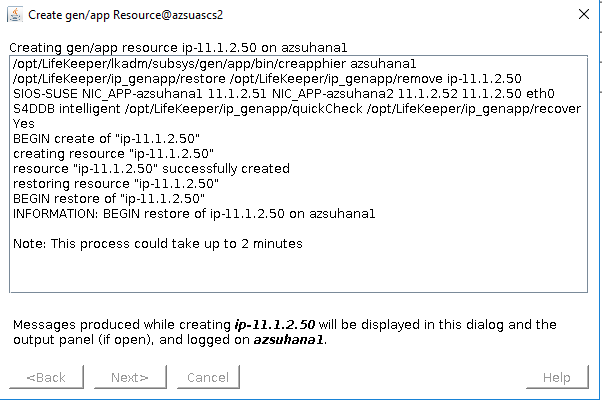 Create gen/app Resource@azsuascs2
Creating gen/app resource ip-11.1.2.50 on azsuhana1
/opt/LifeKeeper/lkadm/subsys/gen/app/bin/creapphier azsuhana1
/opt/LifeKeeper/ip_genapp/restore /opt/LifeKeeper/ip_genapp/remove ip-11.1.2.50
SIOS-SUSE NIC_APP-azsuhana1 11.1.2.51 NIC_APP-azsuhana2 11.1.2.52 11.1.2.50 eth0
S4DDB intelligent /opt/LifeKeeper/ip_genapp/quickCheck /opt/LifeKeeper/ip_genapp/recover
Yes
BEGIN create of "ip-11.1.2.50"
creating resource "ip-11.1.2.50"
resource "ip-11.1.2.50" successfully created
restoring resource "ip-11.1.2.50"
BEGIN restore of "ip-11.1.2.50"
INFORMATION: BEGIN restore of ip-11.1.2.50 on azsuhana1
Note: This process could take up to 2 minutes
Messages produced while creating ip-11.1.2.50 will be displayed in this dialog and the
output panel (if open), and logged on azsuhana1.
<Back Next> Cancel Help